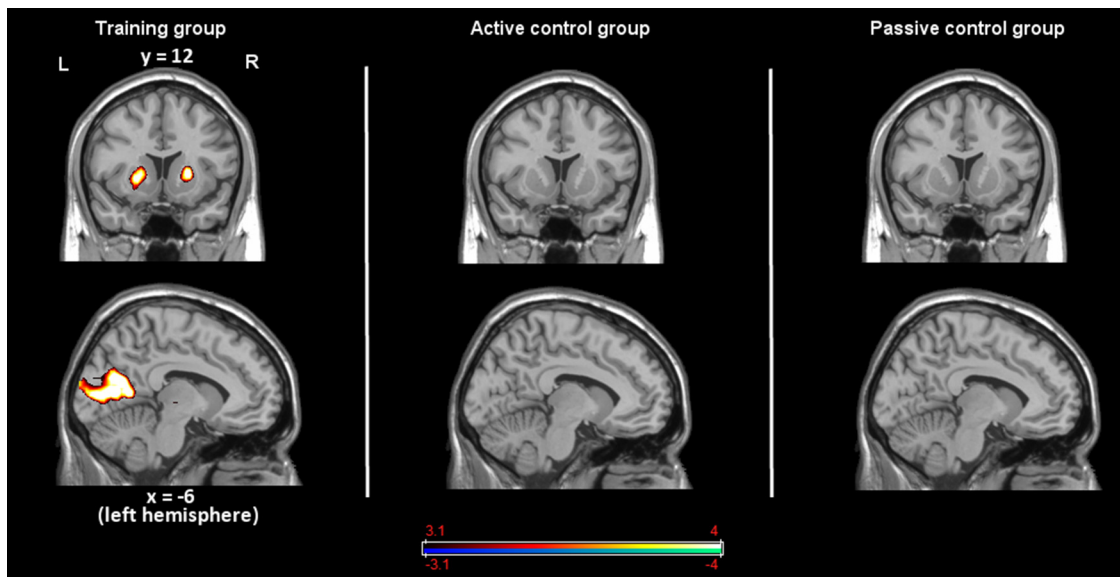 Training group
Active control group
Passive control group
L
y = 12
R
x = -6
(left hemisphere)
3.1
4
-3.1
-4